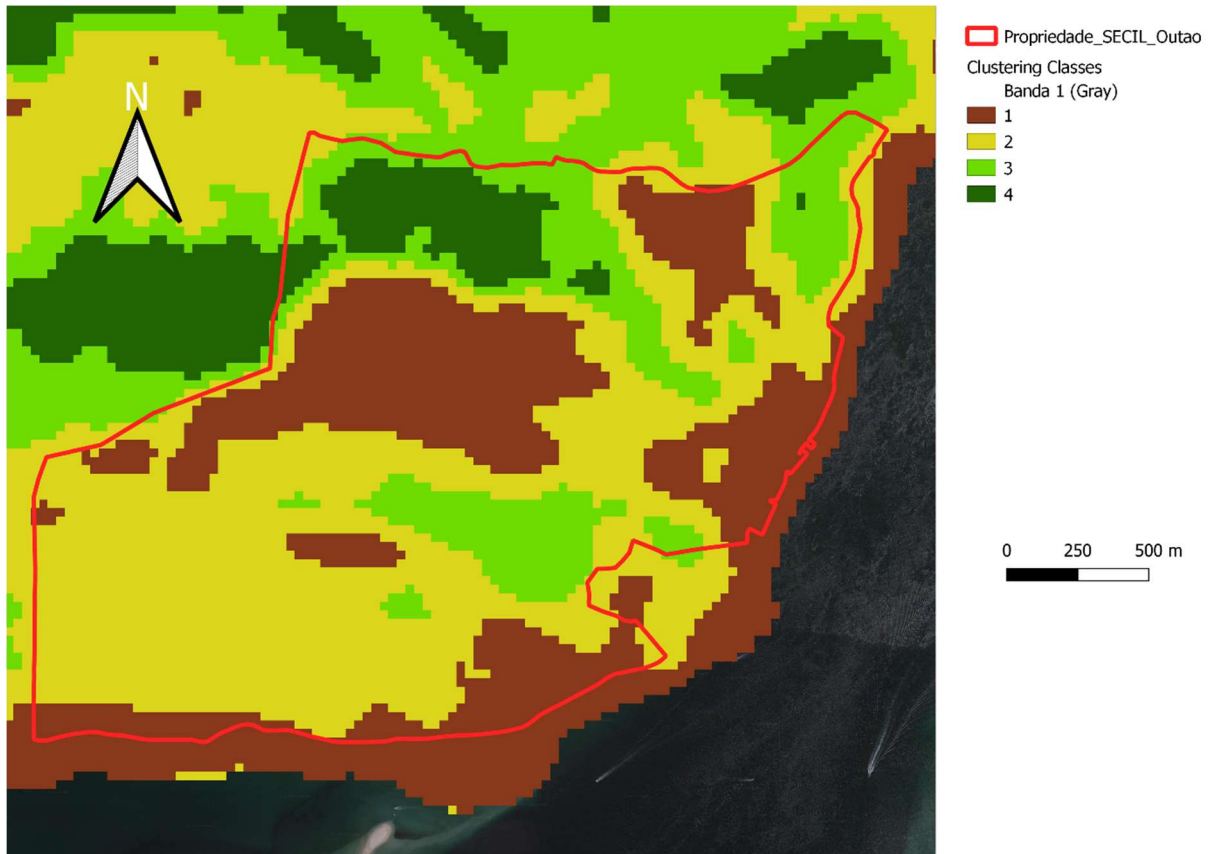 N
Propriedade_SECIL_Outao
Clustering Classes
Banda 1 (Gray)
1
2
3
4
0 250 500 m